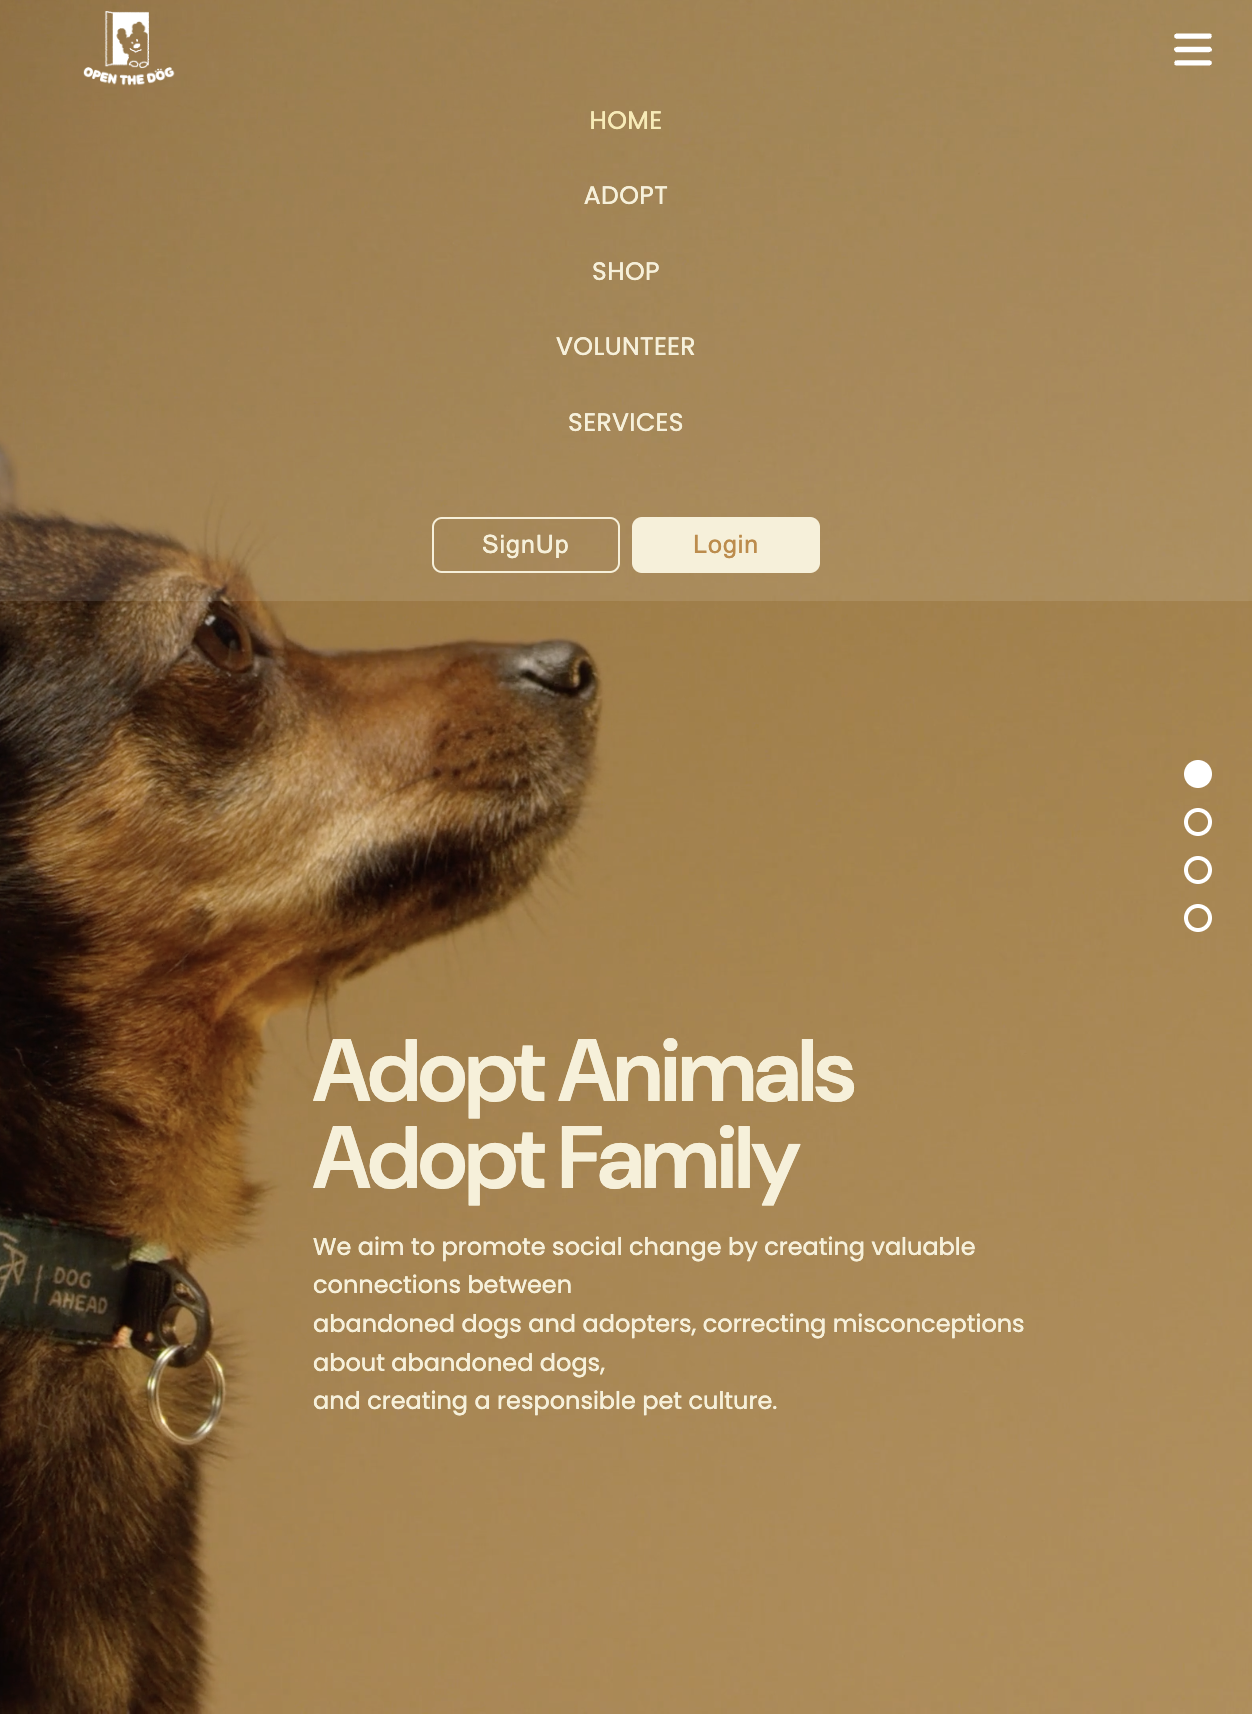 OPEN THE DÖG
HOME
ADOPT
SHOP
VOLUNTEER
SERVICES
SignUp
Login
Adopt Animals
Adopt Family
We aim to promote social change by creating valuable
connections between
abandoned dogs and adopters, correcting misconceptions
about abandoned dogs,
and creating a responsible pet culture.
DOG
AHEAD